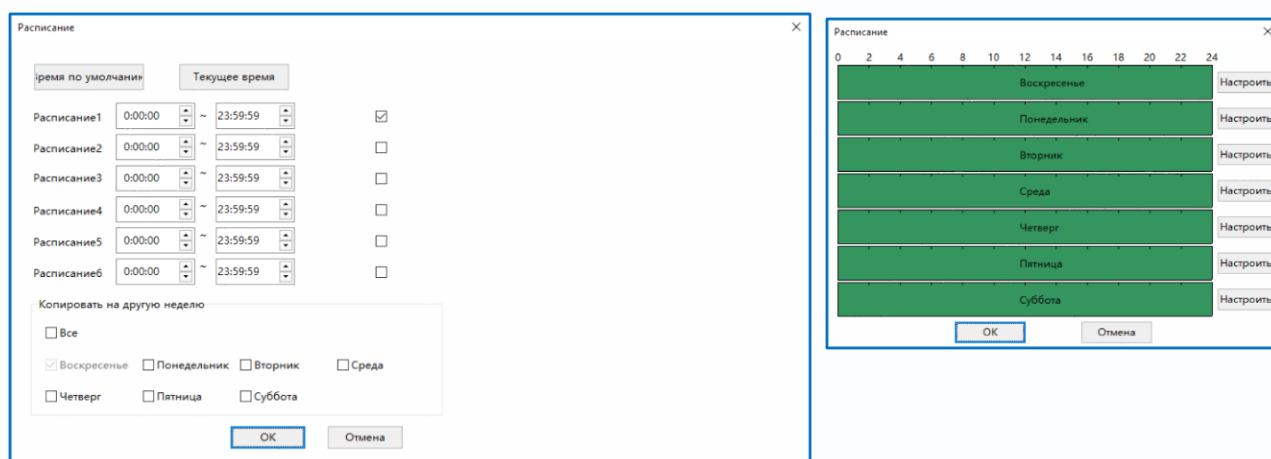 Расписание
Время по умолчанию Текущее время
Расписание1 0:00:00 ~ 23:59:59
Расписание2 0:00:00 ~ 23:59:59
Расписание3 0:00:00 ~ 23:59:59
Расписание4 0:00:00 ~ 23:59:59
Расписание5 0:00:00 ~ 23:59:59
Расписание6 0:00:00 ~ 23:59:59
Копировать на другую неделю
Все
Воскресенье Понедельник Вторник Среда
Четверг Пятница Суббота
OK Отмена
Расписание
0 2 4 6 8 10 12 14 16 18 20 22 24
Воскресенье Настроить
Понедельник Настроить
Вторник Настроить
Среда Настроить
Четверг Настроить
Пятница Настроить
Суббота Настроить
OK Отмена